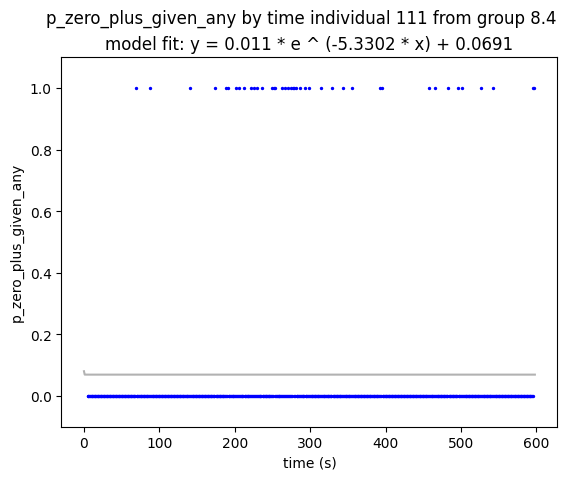 p_zero_plus_given_any by time individual 111 from group 8.4
model fit: y = 0.011 * e ^ (-5.3302 * x) + 0.0691
p_zero_plus_given_any
1.0
0.8
0.6
0.4
0.2
0.0
0 100 200 300 400 500 600
time (s)